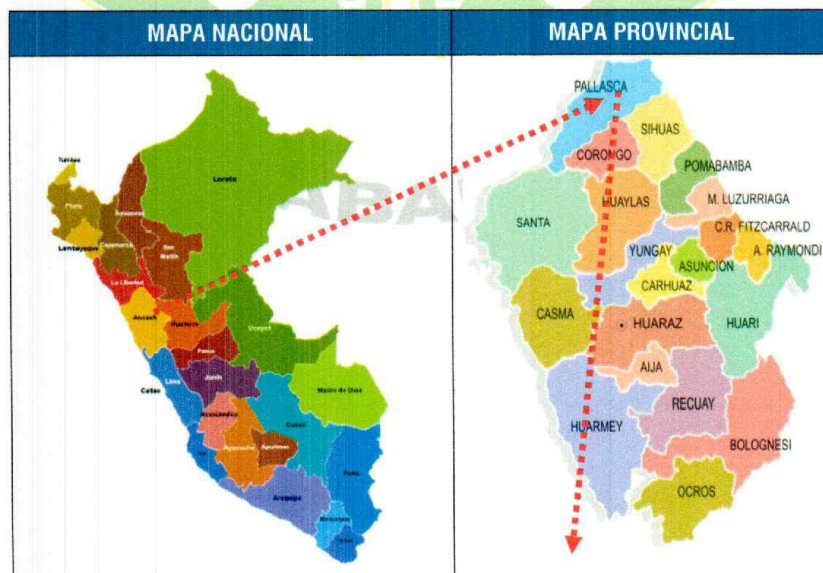 MAPA NACIONAL
MAPA PROVINCIAL
Tumbes
Piura
Lambayeque
Cajamarca
Amazonas
San
Martín
Loreto
La Libertad
Ancash
Huánuco
Ucayali
Pasco
Lima
Callao
Junín
Madre de Dios
Huancavelica
Cusco
Ayacucho
Apurímac
Puno
Arequipa
Moquegua
PALLASCA
SIHUAS
CORONGO
POMABAMBA
HUAYLAS
M. LUZURRIAGA
SANTA
C.R. FITZCARRALD
YUNGAY
A. RAYMONDI
ASUNCION
CARHUAZ
CASMA
HUARAZ
HUARI
AIJA
RECUAY
HUARMEY
BOLOGNESI
OCROS